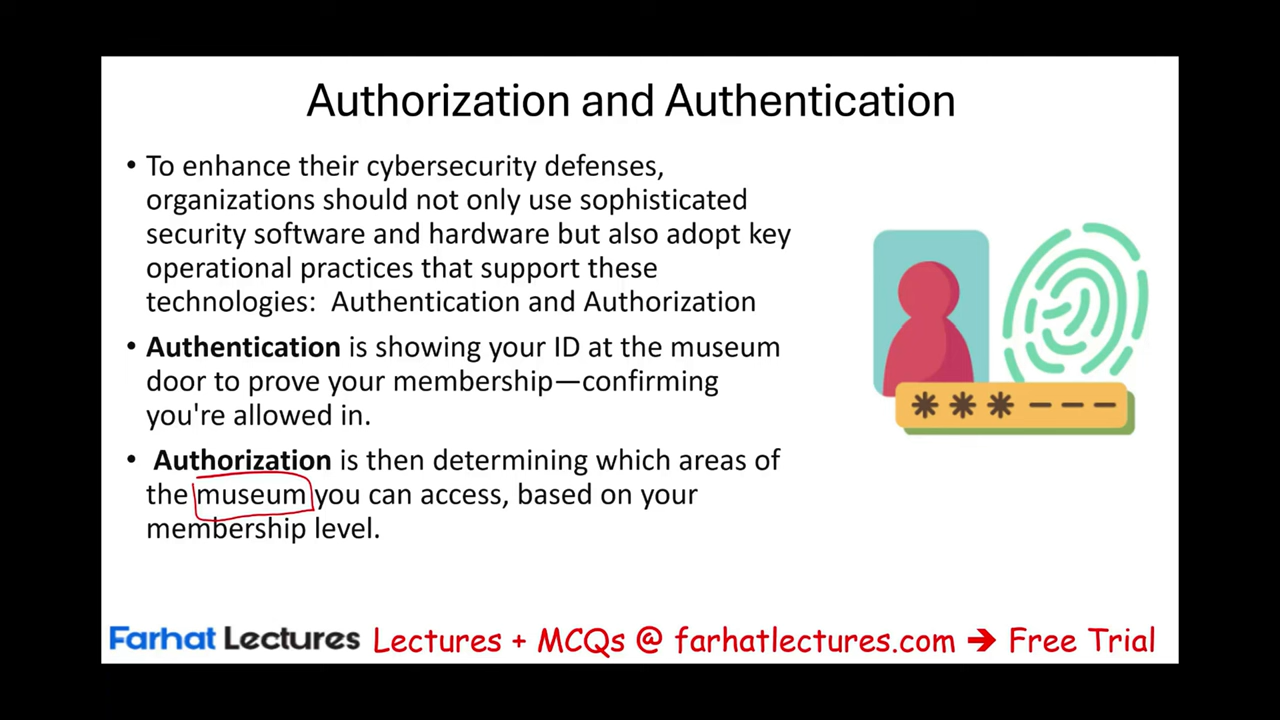 Authorization and Authentication
• To enhance their cybersecurity defenses,
organizations should not only use sophisticated
security software and hardware but also adopt key
operational practices that support these
technologies: Authentication and Authorization
• Authentication is showing your ID at the museum
door to prove your membership—confirming
you're allowed in.
• Authorization is then determining which areas of
the museum you can access, based on your
membership level.
Farhat Lectures Lectures + MCQs @ farhatlectures.com ➔ Free Trial